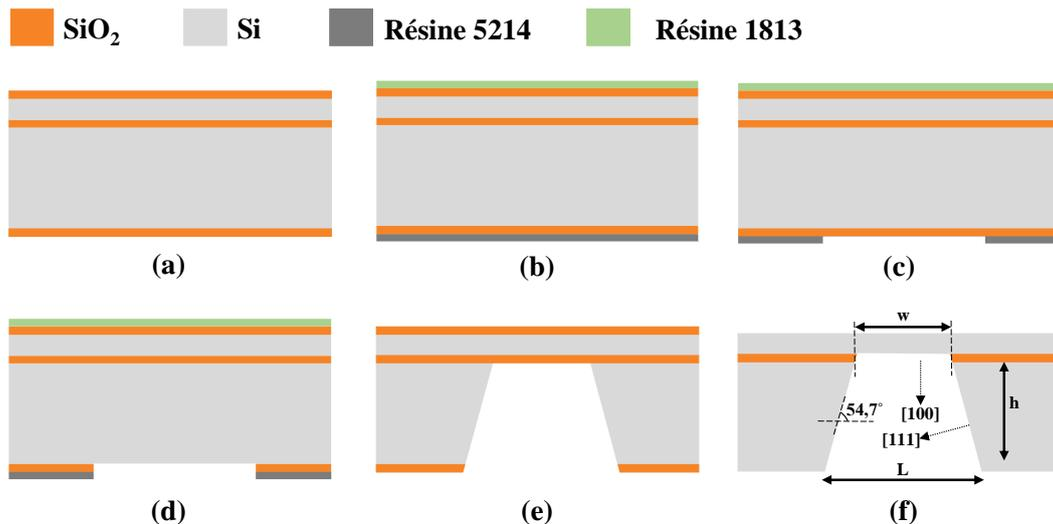 SiO₂ Si Résine 5214 Résine 1813
(a) (b) (c)
w
54,7°
[100]
h
[111]
L
(d) (e) (f)